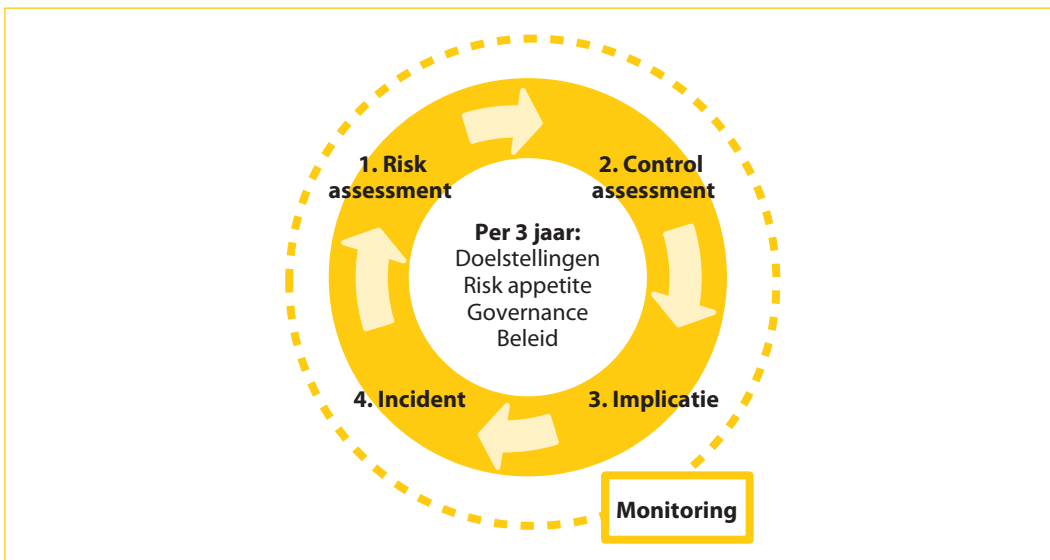 1. Risk
assessment
2. Control
assessment
Per 3 jaar:
Doelstellingen
Risk appetite
Governance
Beleid
4. Incident
3. Implicatie
Monitoring